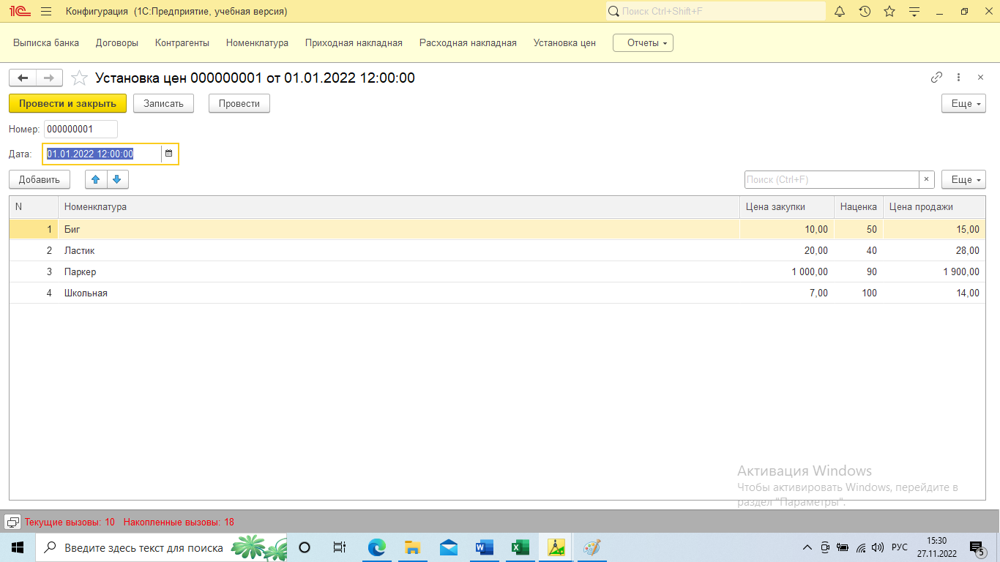 1С Конфигурация (1С:Предприятие, учебная версия) Поиск Ctrl+Shift+F
Выписка банка Договоры Контрагенты Номенклатура Приходная накладная Расходная накладная Установка цен Отчеты
Установка цен 000000001 от 01.01.2022 12:00:00
Провести и закрыть Записать Провести Еще
Номер: 000000001
Дата: 01.01.2022 12:00:00
Добавить Поиск (Ctrl+F) × Еще
N Номенклатура Цена закупки Наценка Цена продажи
1 Биг 10,00 50 15,00
2 Ластик 20,00 40 28,00
3 Паркер 1 000,00 90 1 900,00
4 Школьная 7,00 100 14,00
Активация Windows
Чтобы активировать Windows, перейдите в
раздел "Параметры".
Текущие вызовы: 10 Накопленные вызовы: 18
Введите здесь текст для поиска РУС 15:30
27.11.2022 5